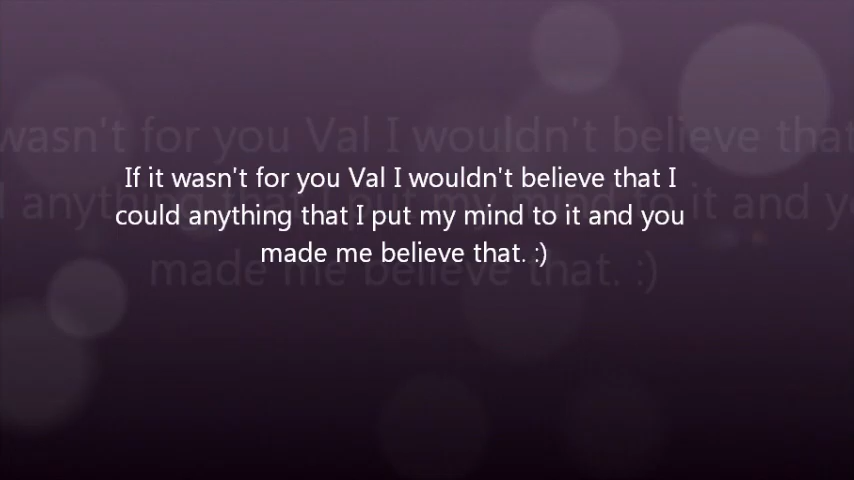 If it wasn't for you Val I wouldn't believe that I
could anything that I put my mind to it and you
made me believe that. :)